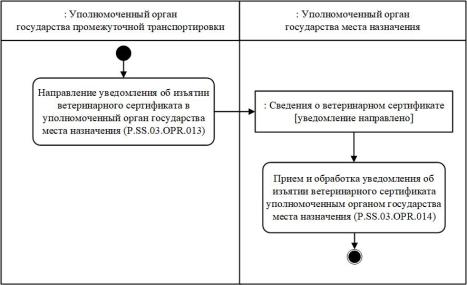 : Уполномоченный орган
государства промежуточной транспортировки
: Уполномоченный орган
государства места назначения
Направление уведомления об изъятии
ветеринарного сертификата в
уполномоченный орган государства
места назначения (P.SS.03.OPR.013)
: Сведения о ветеринарном сертификате
[уведомление направлено]
Прием и обработка уведомления об
изъятии ветеринарного сертификата
уполномоченным органом государства
места назначения (P.SS.03.OPR.014)